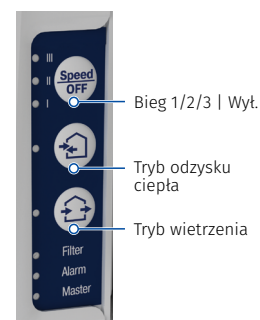 III
II
I
Speed
OFF
Bieg 1/2/3 | Wył.
Tryb odzysku
ciepła
Tryb wietrzenia
Filter
Alarm
Master